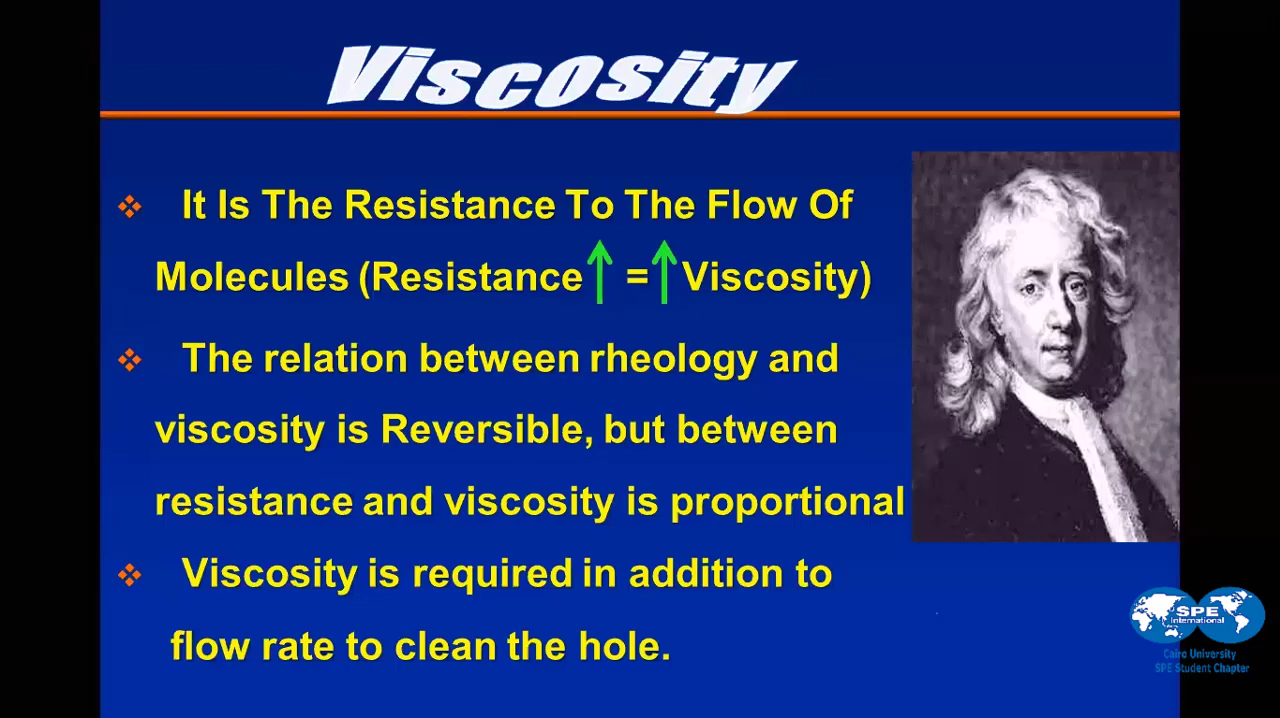 Viscosity
It Is The Resistance To The Flow Of
Molecules (Resistance ↑ = ↑ Viscosity)
The relation between rheology and
viscosity is Reversible, but between
resistance and viscosity is proportional
Viscosity is required in addition to
flow rate to clean the hole.
SPE
International
Cairo University
SPE Student Chapter